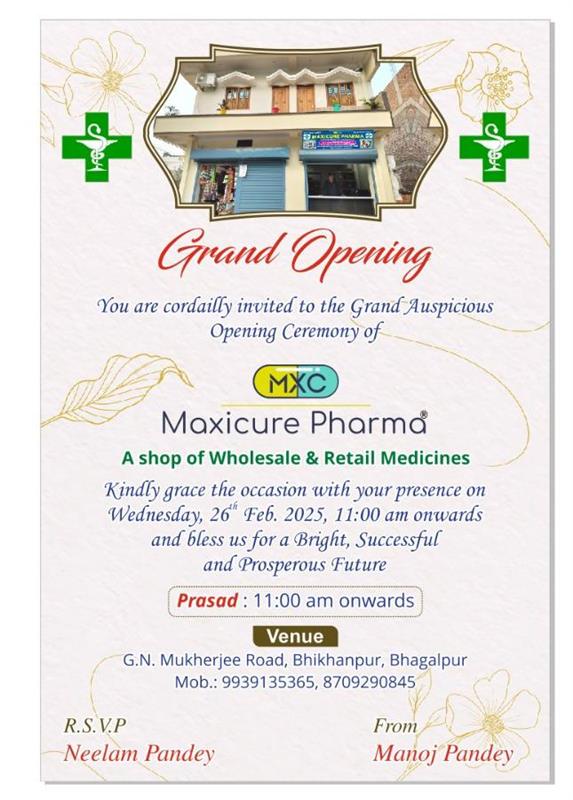 MAXICURE PHARMA
Grand Opening
You are cordailly invited to the Grand Auspicious
Opening Ceremony of
MXC
Maxicure Pharma®
A shop of Wholesale & Retail Medicines
Kindly grace the occasion with your presence on
Wednesday, 26th Feb. 2025, 11:00 am onwards
and bless us for a Bright, Successful
and Prosperous Future
Prasad : 11:00 am onwards
Venue
G.N. Mukherjee Road, Bhikhanpur, Bhagalpur
Mob.: 9939135365, 8709290845
R.S.V.P
Neelam Pandey
From
Manoj Pandey